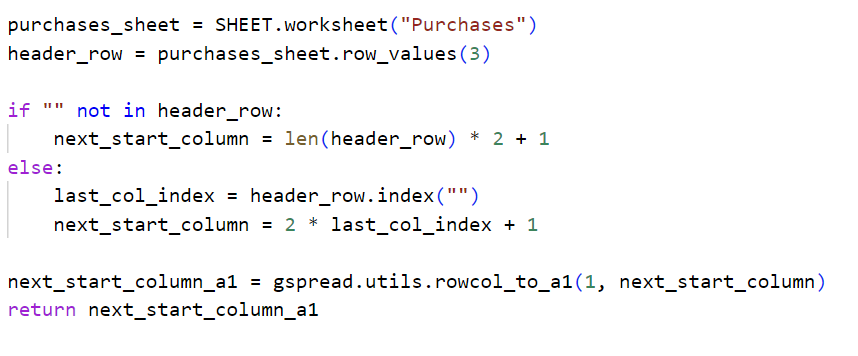 purchases_sheet = SHEET.worksheet("Purchases")
header_row = purchases_sheet.row_values(3)

if "" not in header_row:
    next_start_column = len(header_row) * 2 + 1
else:
    last_col_index = header_row.index("")
    next_start_column = 2 * last_col_index + 1

next_start_column_a1 = gspread.utils.rowcol_to_a1(1, next_start_column)
return next_start_column_a1